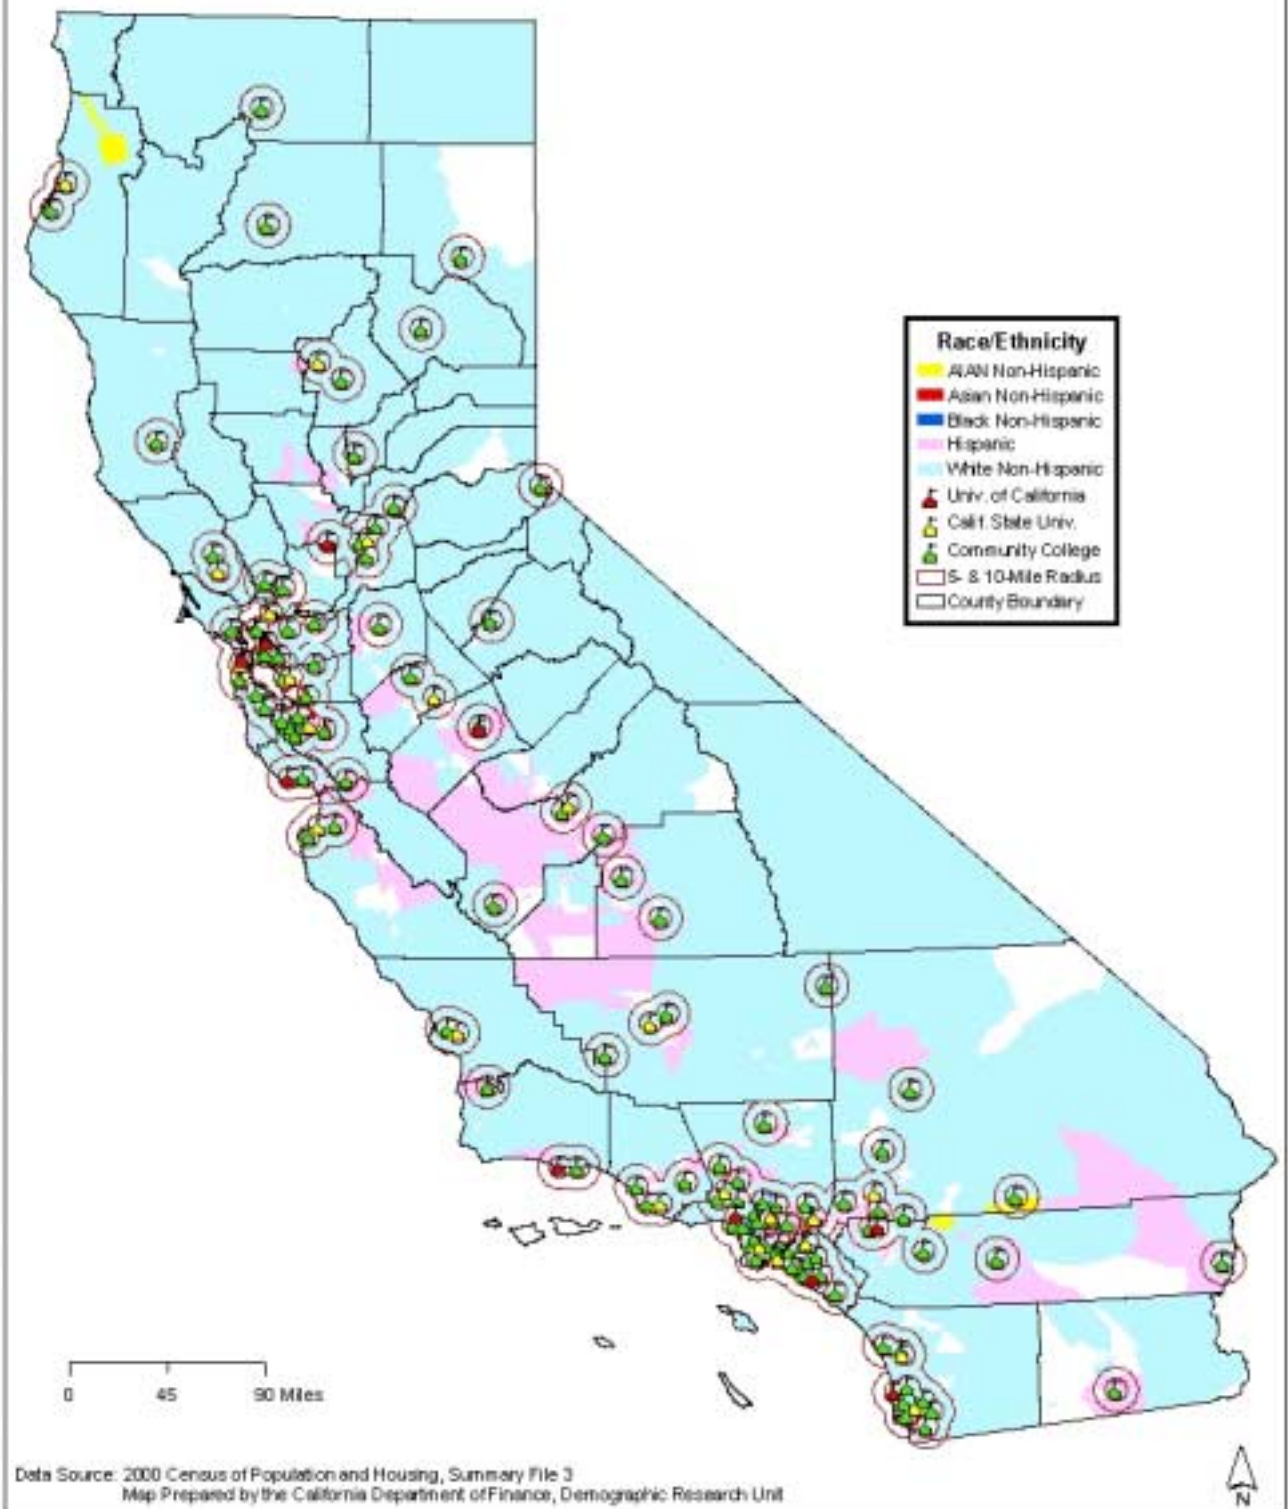 Race/Ethnicity
AIAN Non-Hispanic
Asian Non-Hispanic
Black Non-Hispanic
Hispanic
White Non-Hispanic
Univ. of California
Calif. State Univ.
Community College
5- & 10-Mile Radius
County Boundary
0 45 90 Miles
Data Source: 2000 Census of Population and Housing, Summary File 3
Map Prepared by the California Department of Finance, Demographic Research Unit
N